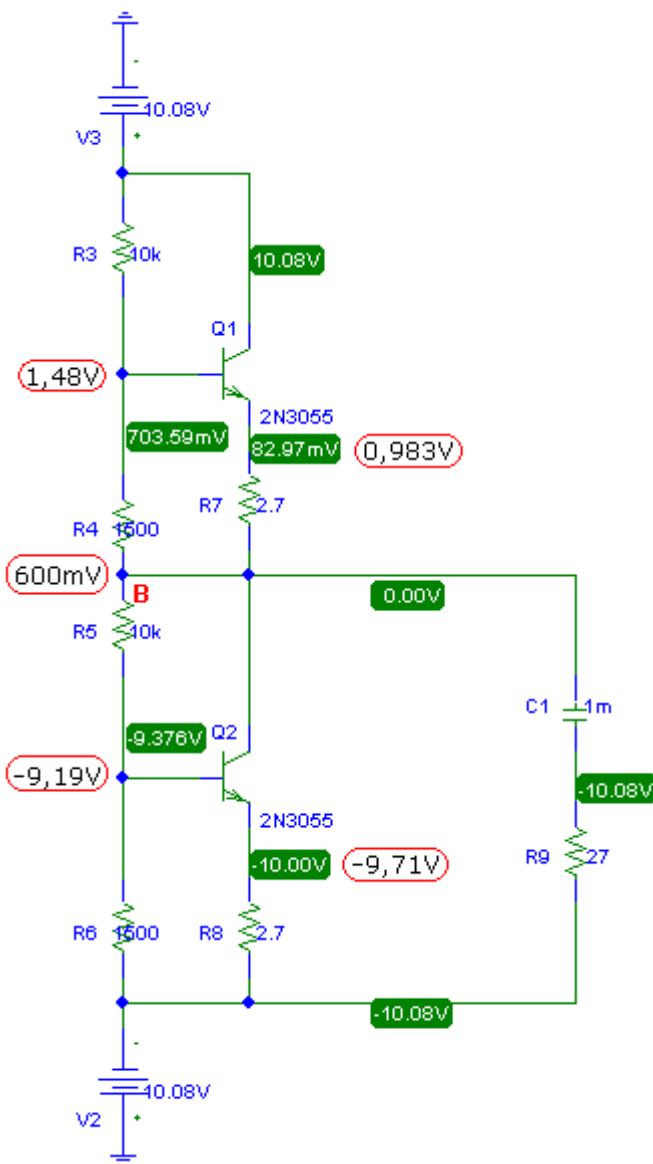 -
10.08V
V3
+
R3
10k
10.08V
Q1
1,48V
2N3055
703.59mV
82.97mV
0,983V
R7
2.7
R4
1500
600mV
B
0.00V
R5
10k
C1
1m
-9.376V
Q2
-9,19V
-10.08V
2N3055
-10.00V
-9,71V
R9
27
R6
1500
R8
2.7
-10.08V
-
10.08V
V2
+